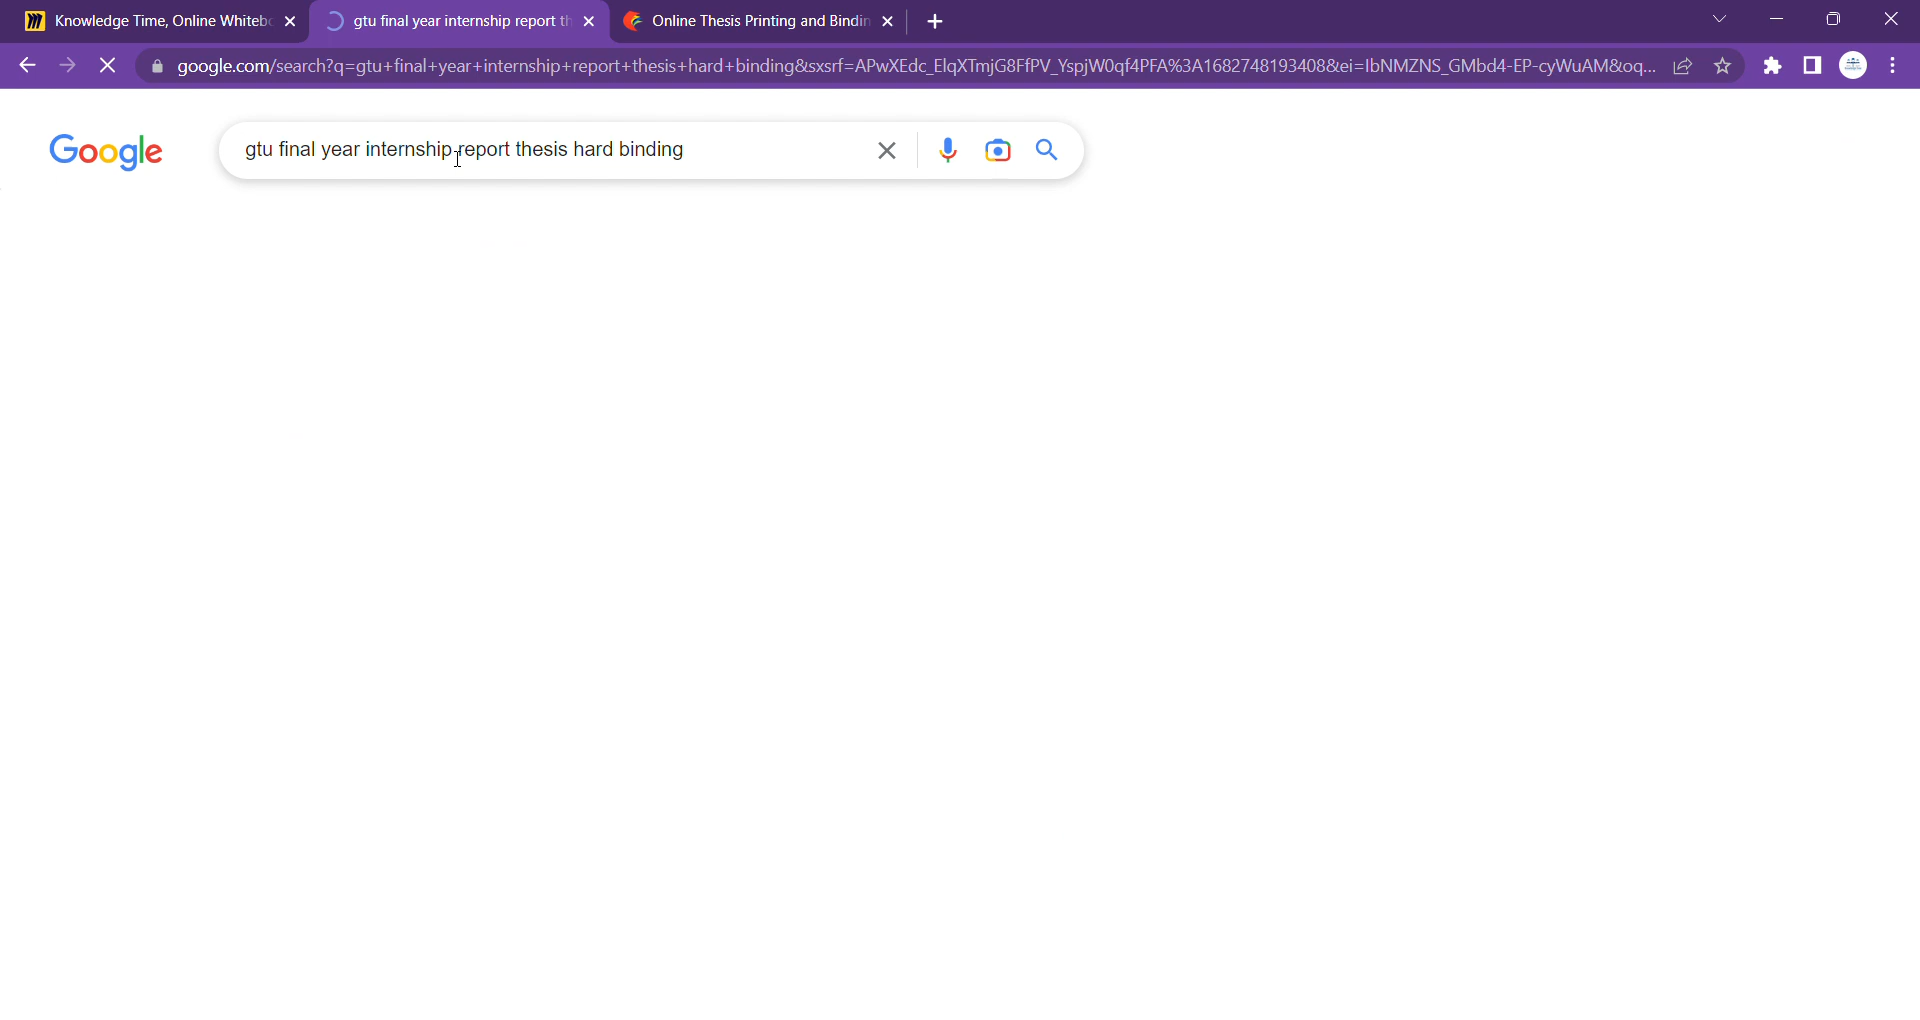 Knowledge Time, Online Whitebo
gtu final year internship report th
Online Thesis Printing and Bindin
google.com/search?q=gtu+final+year+internship+report+thesis+hard+binding&sxsrf=APwXEdc_ElqXTmjG8FfPV_YspjW0qf4PFA%3A1682748193408&ei=IbNMZNS_GMbd4-EP-cyWuAM&oq...
Google
gtu final year internship report thesis hard binding